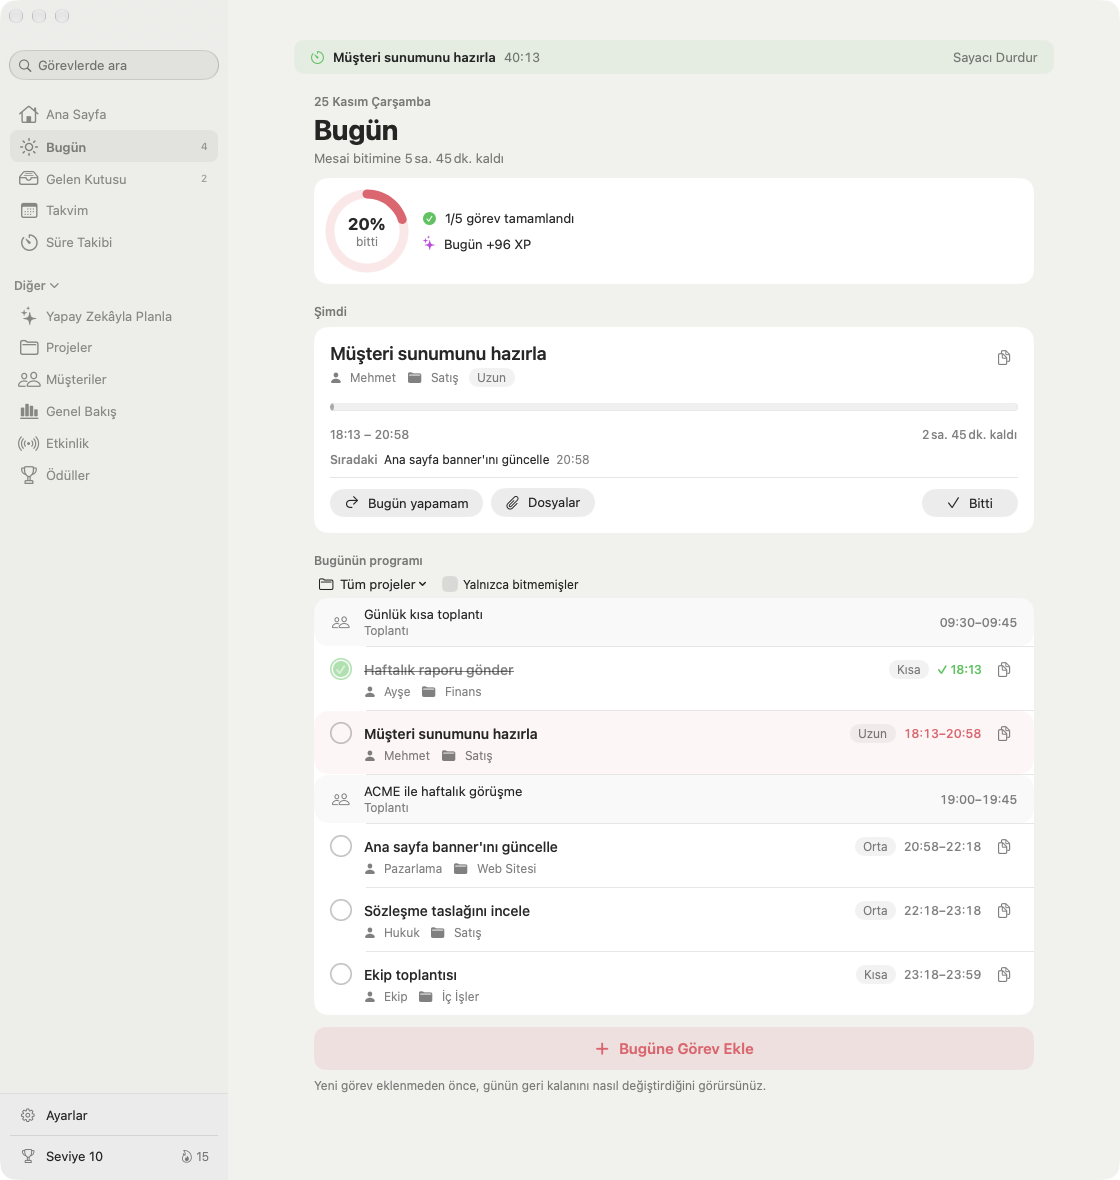 Görevlerde ara
Ana Sayfa
Bugün 4
Gelen Kutusu 2
Takvim
Süre Takibi
Diğer
Yapay Zekâyla Planla
Projeler
Müşteriler
Genel Bakış
Etkinlik
Ödüller
Ayarlar
Seviye 10 15
Müşteri sunumunu hazırla 40:13 Sayacı Durdur
25 Kasım Çarşamba
Bugün
Mesai bitimine 5 sa. 45 dk. kaldı
20%
bitti
1/5 görev tamamlandı
Bugün +96 XP
Şimdi
Müşteri sunumunu hazırla
Mehmet Satış Uzun
18:13 – 20:58 2 sa. 45 dk. kaldı
Sıradaki Ana sayfa banner'ını güncelle 20:58
Bugün yapamam Dosyalar Bitti
Bugünün programı
Tüm projeler Yalnızca bitmemişler
Günlük kısa toplantı
Toplantı 09:30–09:45
Haftalık raporu gönder Kısa 18:13
Ayşe Finans
Müşteri sunumunu hazırla Uzun 18:13–20:58
Mehmet Satış
ACME ile haftalık görüşme
Toplantı 19:00–19:45
Ana sayfa banner'ını güncelle Orta 20:58–22:18
Pazarlama Web Sitesi
Sözleşme taslağını incele Orta 22:18–23:18
Hukuk Satış
Ekip toplantısı Kısa 23:18–23:59
Ekip İç İşler
+ Bugüne Görev Ekle
Yeni görev eklenmeden önce, günün geri kalanını nasıl değiştirdiğini görürsünüz.